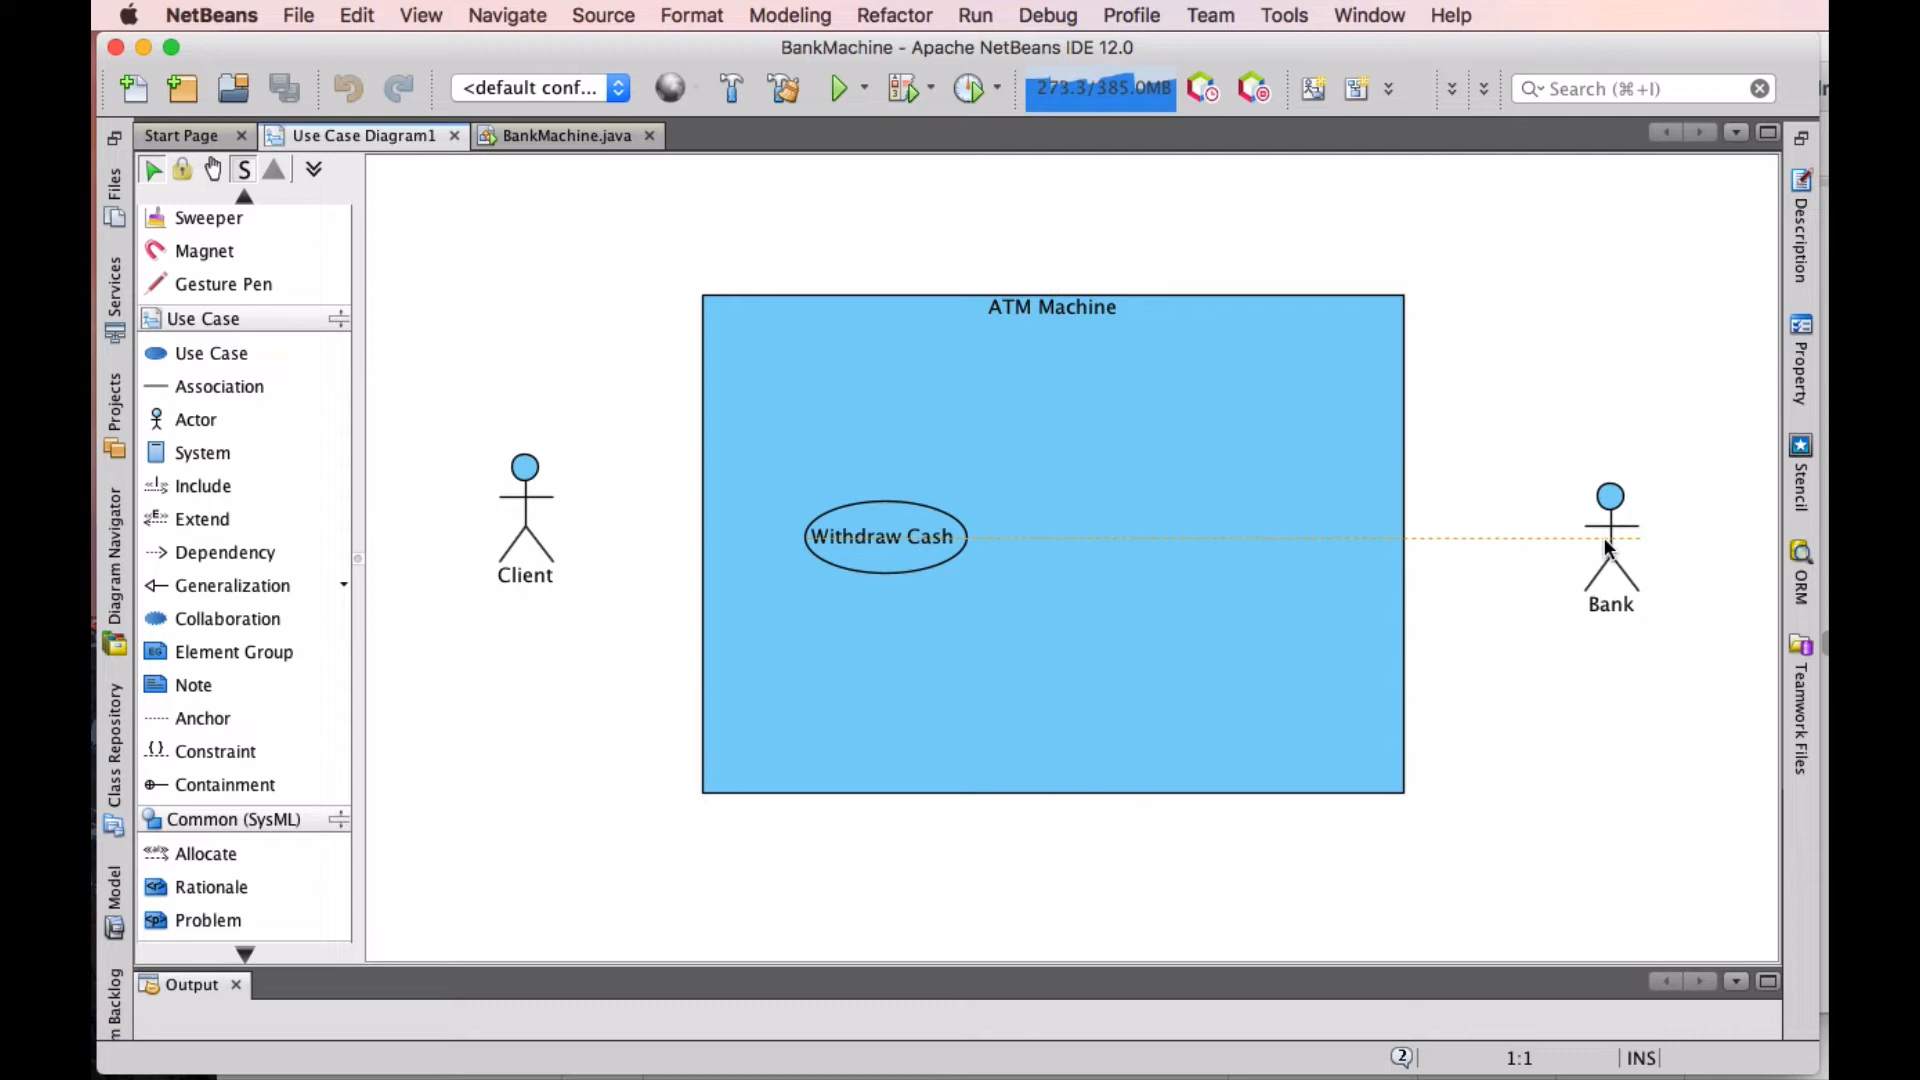 NetBeans File Edit View Navigate Source Format Modeling Refactor Run Debug Profile Team Tools Window Help
BankMachine - Apache NetBeans IDE 12.0
<default conf... 273.3/385.0MB Search (⌘+I)
Start Page Use Case Diagram1 BankMachine.java
S
Files
Services
Projects
Diagram Navigator
Class Repository
Model
m Backlog
Sweeper
Magnet
Gesture Pen
Use Case
Use Case
Association
Actor
System
Include
Extend
Dependency
Generalization
Collaboration
Element Group
Note
Anchor
Constraint
Containment
Common (SysML)
Allocate
Rationale
Problem
ATM Machine
Withdraw Cash
Client
Bank
Description
Property
Stencil
ORM
Teamwork Files
Output
2 1:1 INS